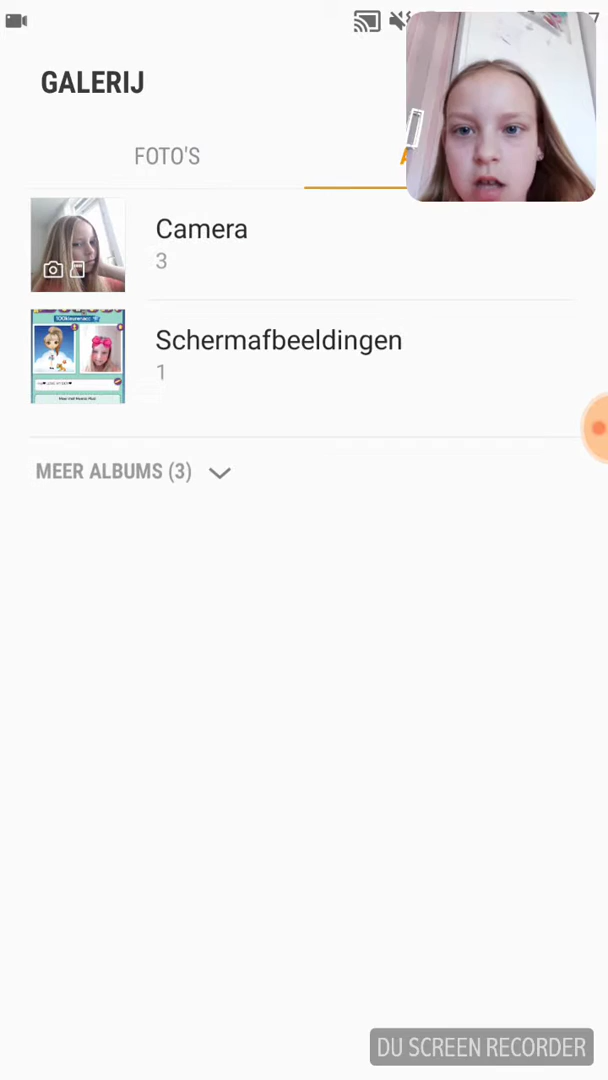 GALERIJ
FOTO'S
Camera
3
Schermafbeeldingen
1
MEER ALBUMS (3)
DU SCREEN RECORDER